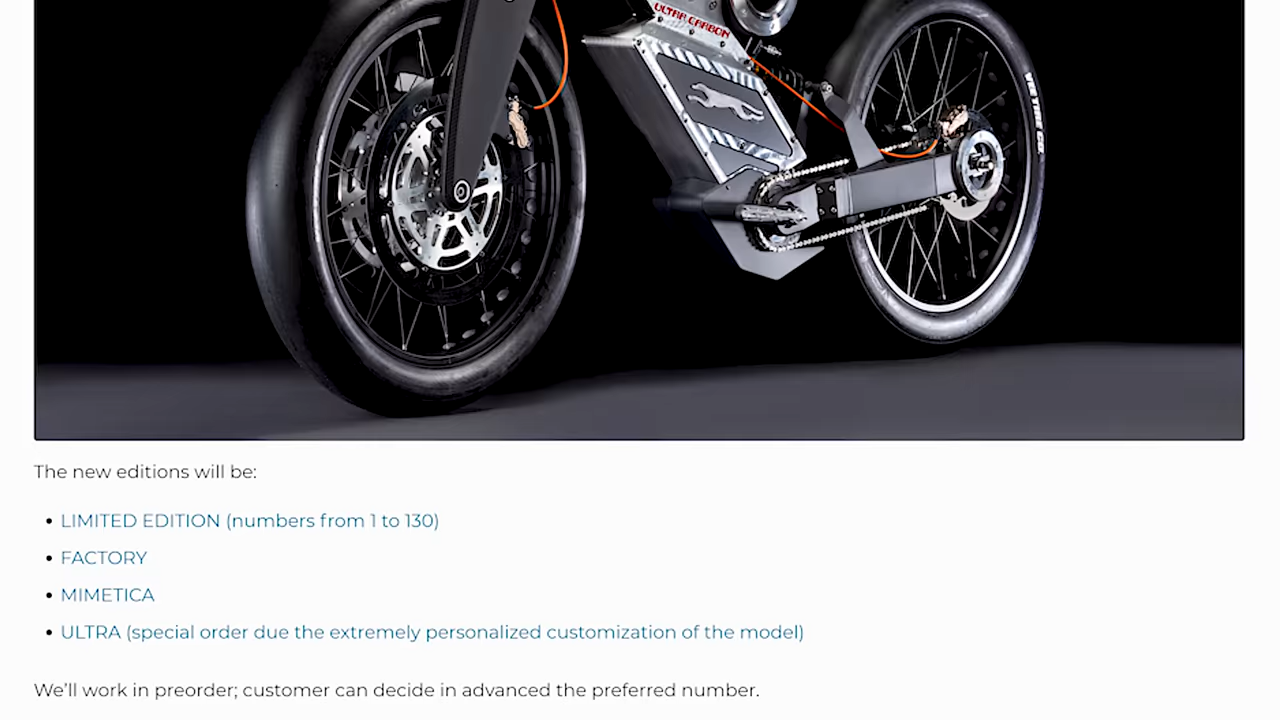 ULTRA CARBON
The new editions will be:
• LIMITED EDITION (numbers from 1 to 130)
• FACTORY
• MIMETICA
• ULTRA (special order due the extremely personalized customization of the model)
We'll work in preorder; customer can decide in advanced the preferred number.